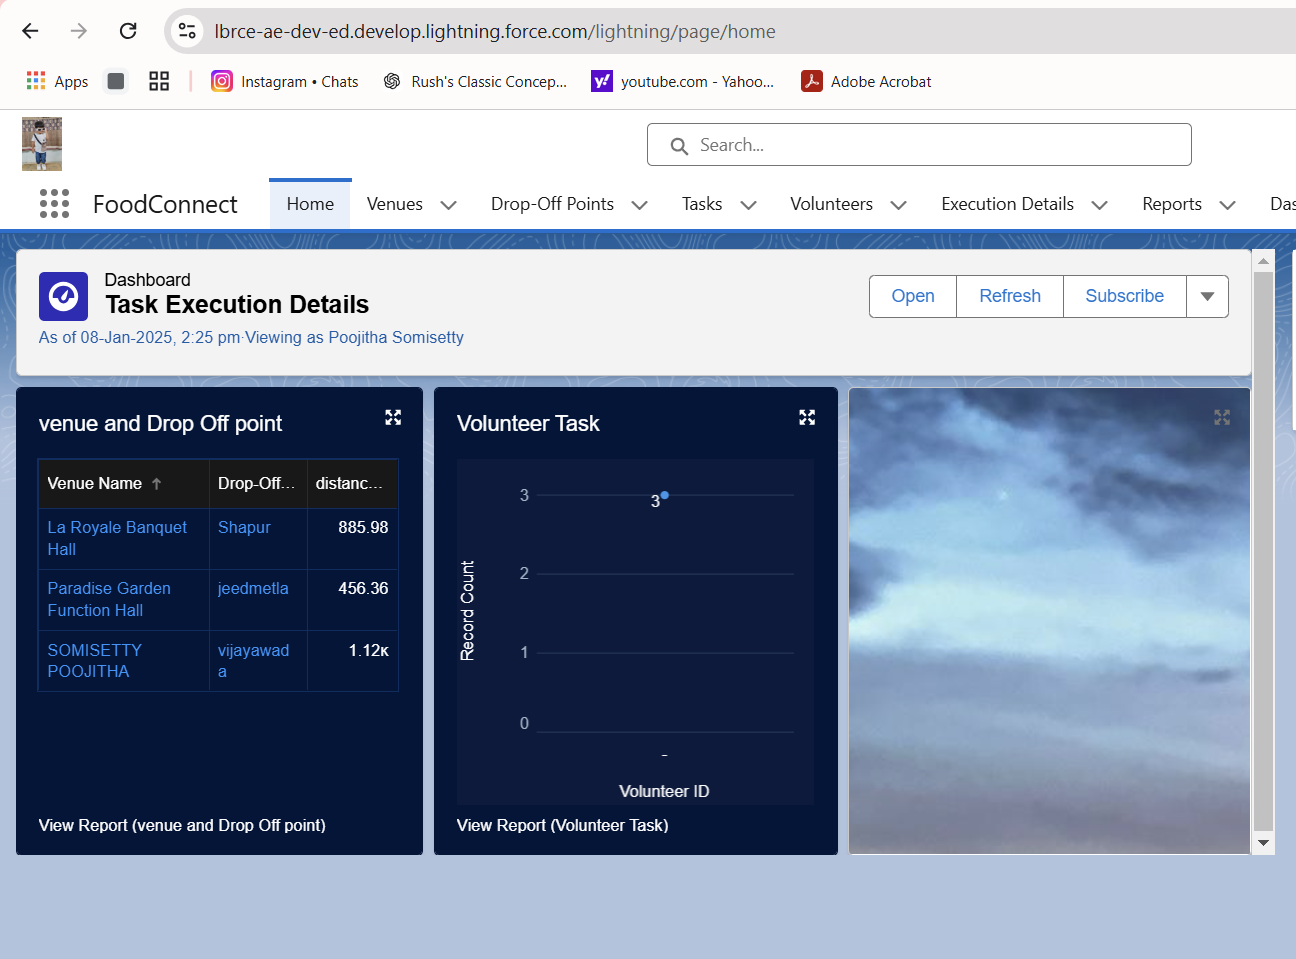 lbrce-ae-dev-ed.develop.lightning.force.com/lightning/page/home
Apps Instagram • Chats Rush's Classic Concep... y! youtube.com - Yahoo... Adobe Acrobat
Search...
FoodConnect Home Venues Drop-Off Points Tasks Volunteers Execution Details Reports Das
Dashboard
Task Execution Details
As of 08-Jan-2025, 2:25 pm·Viewing as Poojitha Somisetty
Open Refresh Subscribe
venue and Drop Off point
Venue Name ↑ Drop-Off... distanc...
La Royale Banquet Hall Shapur 885.98
Paradise Garden Function Hall jeedmetla 456.36
SOMISETTY POOJITHA vijayawada 1.12K
View Report (venue and Drop Off point)
Volunteer Task
Record Count
3
3
2
1
0
-
Volunteer ID
View Report (Volunteer Task)